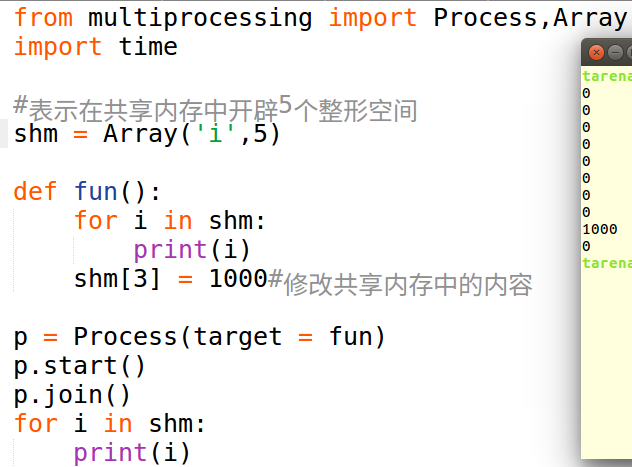 from multiprocessing import Process,Array
import time
#表示在共享内存中开辟5个整形空间
shm = Array('i',5)
def fun():
    for i in shm:
        print(i)
    shm[3] = 1000#修改共享内存中的内容
p = Process(target = fun)
p.start()
p.join()
for i in shm:
    print(i)
tarena
0
0
0
0
0
0
0
0
1000
0
tarena